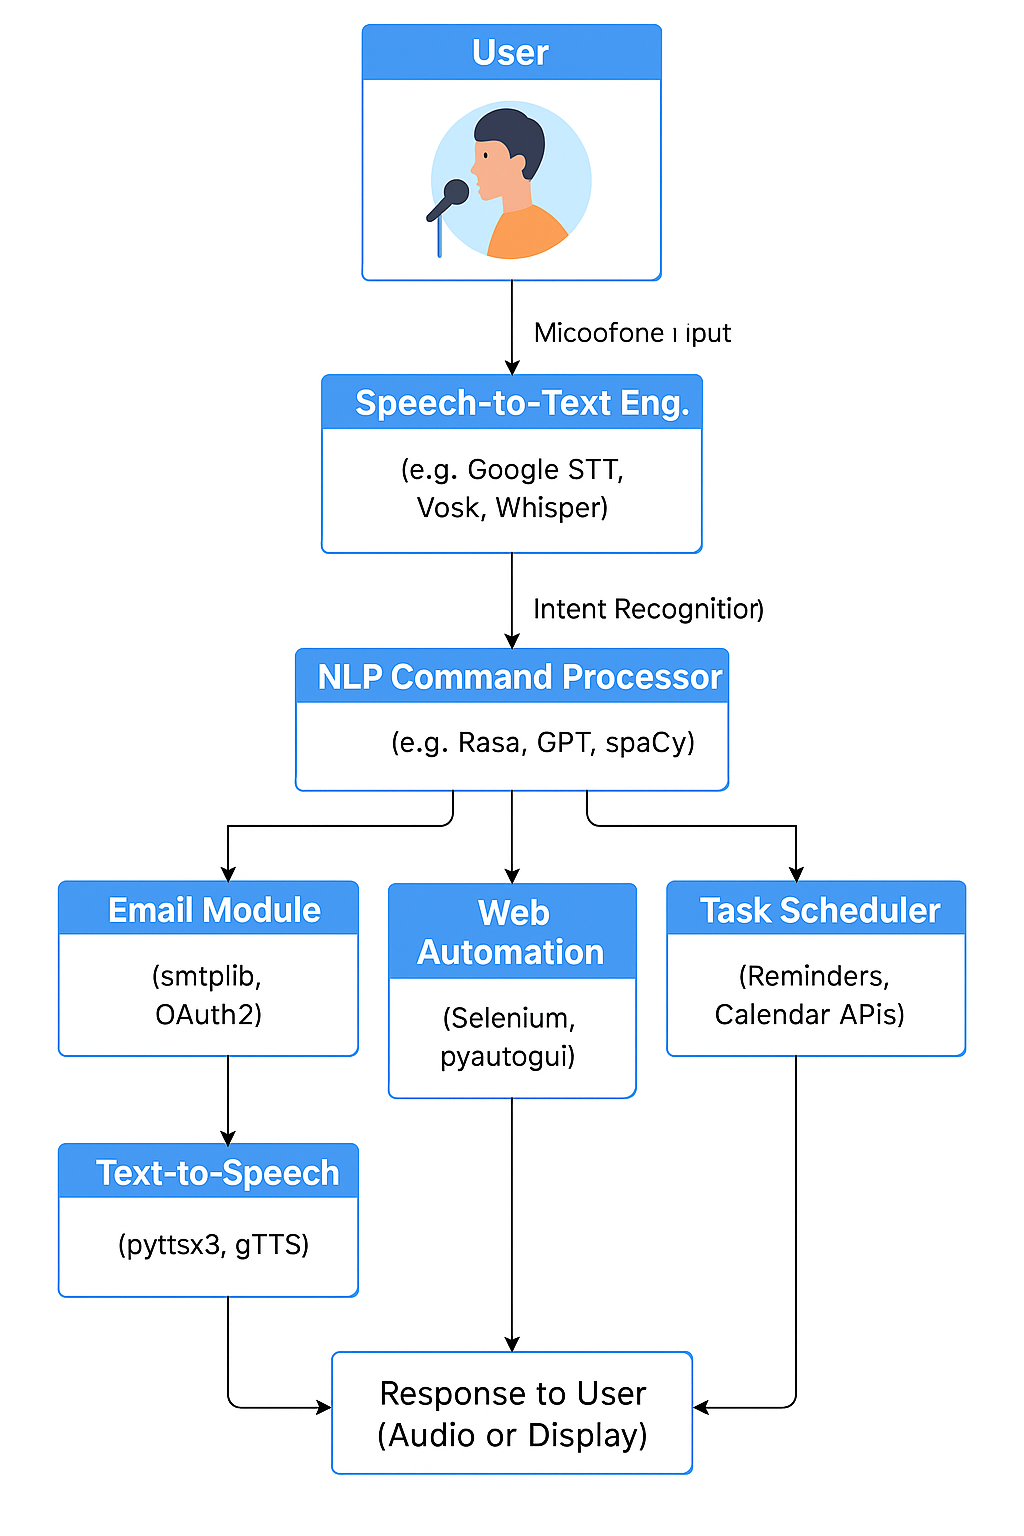 User
Micoofone ı ıput
Speech-to-Text Eng.
(e.g. Google STT,
Vosk, Whisper)
Intent Recognition)
NLP Command Processor
(e.g. Rasa, GPT, spaCy)
Email Module
(smtplib,
OAuth2)
Web
Automation
(Selenium,
pyautogui)
Task Scheduler
(Reminders,
Calendar APis)
Text-to-Speech
(pyttsx3, gTTS)
Response to User
(Audio or Display)